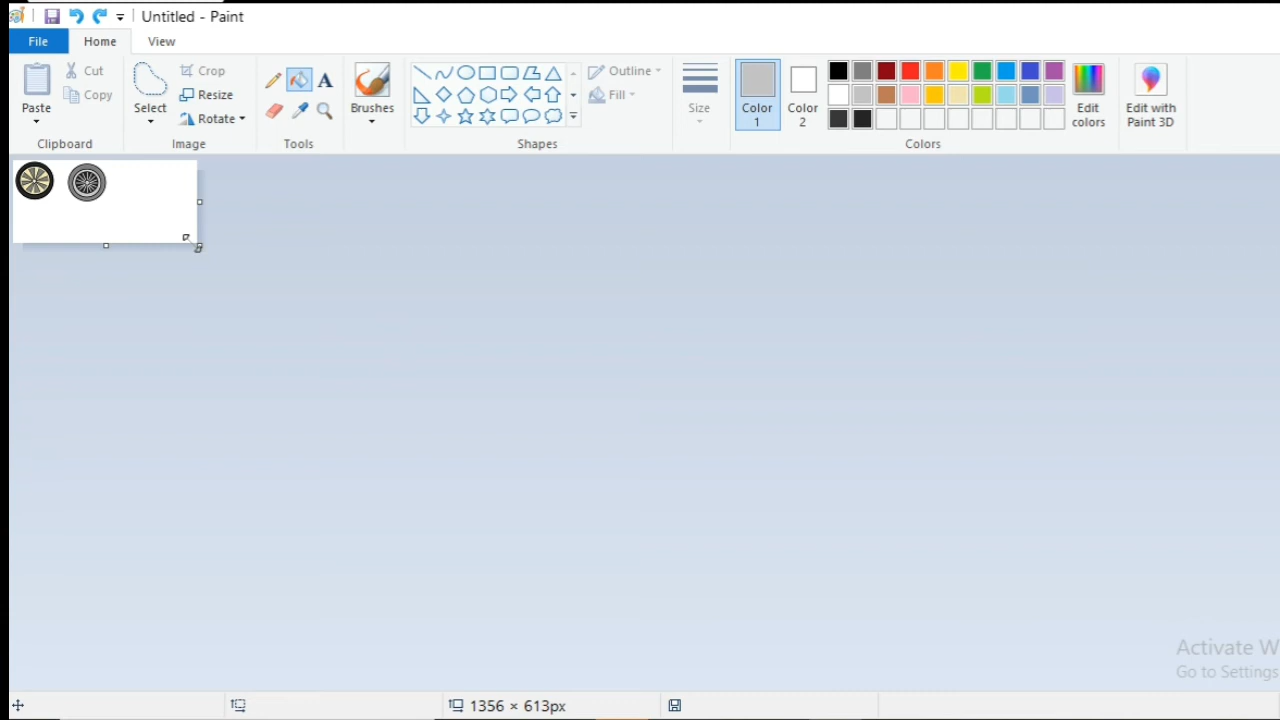 Untitled - Paint
File Home View
Paste
Cut
Copy
Clipboard
Select
Crop
Resize
Rotate
Image
A
Tools
Brushes
Shapes
Outline
Fill
Size
Color 1
Color 2
Edit colors
Colors
Edit with Paint 3D
Activate W
Go to Settings
1356 × 613px